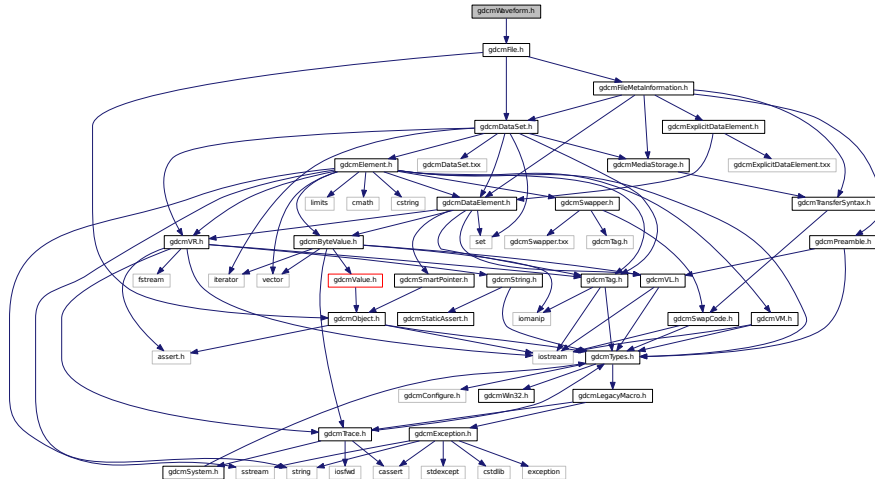 gdcmWaveform.h
gdcmFile.h
gdcmFileMetaInformation.h
gdcmDataSet.h
gdcmExplicitDataElement.h
gdcmElement.h
gdcmDataSet.txx
gdcmMediaStorage.h
gdcmExplicitDataElement.txx
limits
cmath
cstring
gdcmDataElement.h
gdcmSwapper.h
gdcmTransferSyntax.h
gdcmVR.h
gdcmByteValue.h
set
gdcmSwapper.txx
gdcmTag.h
gdcmPreamble.h
fstream
iterator
vector
gdcmValue.h
gdcmSmartPointer.h
gdcmString.h
gdcmTag.h
gdcmVL.h
gdcmObject.h
gdcmStaticAssert.h
iomanip
gdcmSwapCode.h
gdcmVM.h
assert.h
iostream
gdcmTypes.h
gdcmConfigure.h
gdcmWin32.h
gdcmLegacyMacro.h
gdcmTrace.h
gdcmException.h
gdcmSystem.h
sstream
string
iosfwd
cassert
stdexcept
cstdlib
exception